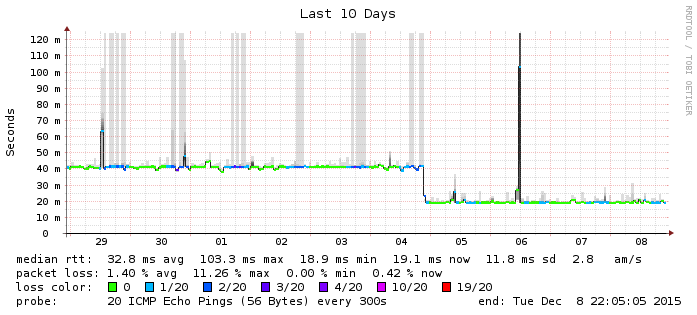 Last 10 Days
RRDTOOL / TOBI OETIKER
Seconds
120 m
110 m
100 m
90 m
80 m
70 m
60 m
50 m
40 m
30 m
20 m
10 m
0
29 30 01 02 03 04 05 06 07 08
median rtt: 32.8 ms avg 103.3 ms max 18.9 ms min 19.1 ms now 11.8 ms sd 2.8 am/s
packet loss: 1.40 % avg 11.26 % max 0.00 % min 0.42 % now
loss color: 0 1/20 2/20 3/20 4/20 10/20 19/20
probe: 20 ICMP Echo Pings (56 Bytes) every 300s end: Tue Dec 8 22:05:05 2015